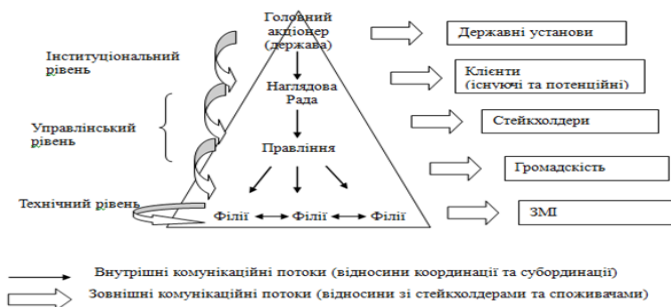 Головний
акціонер
(держава)
Державні установи
Інституціональний
рівень
Клієнти
(існуючі та потенційні)
Наглядова
Рада
Стейкхолдери
Управлінський
рівень
Правління
Громадскість
Технічний рівень
Філії
Філії
Філії
ЗМІ
Внутрішні комунікаційні потоки (відносини координації та субординації)
Зовнішні комунікаційні потоки (відносини зі стейкхолдерами та споживачами)